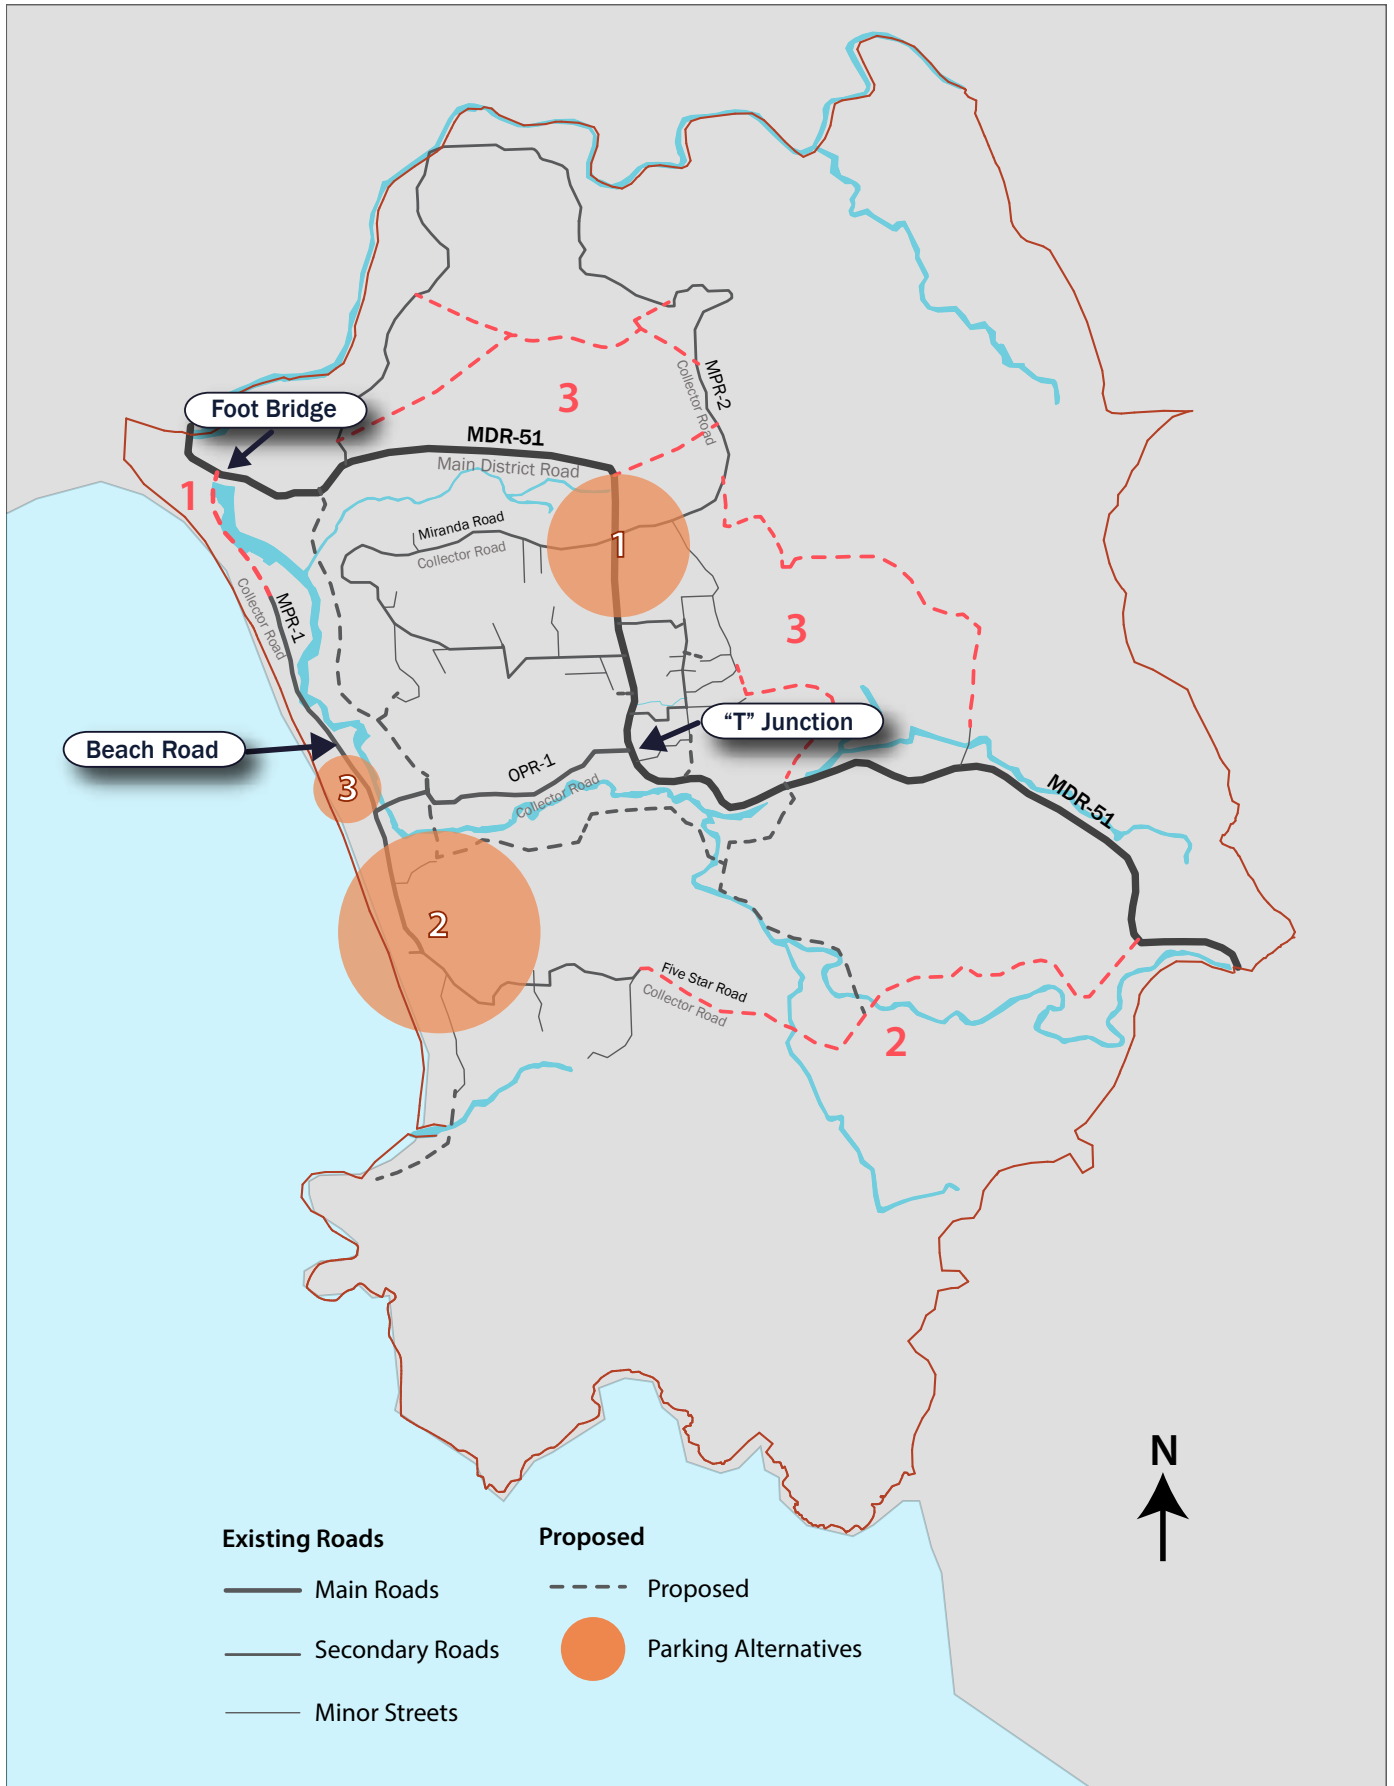 3
MPR-2
Collector Road
Foot Bridge
MDR-51
Main District Road
1
Miranda Road
Collector Road
1
MPR-1
Collector Road
3
"T" Junction
Beach Road
OPR-1
Collector Road
3
MDR-51
2
Five Star Road
Collector Road
2
N
Existing Roads
Main Roads
Secondary Roads
Minor Streets
Proposed
Proposed
Parking Alternatives